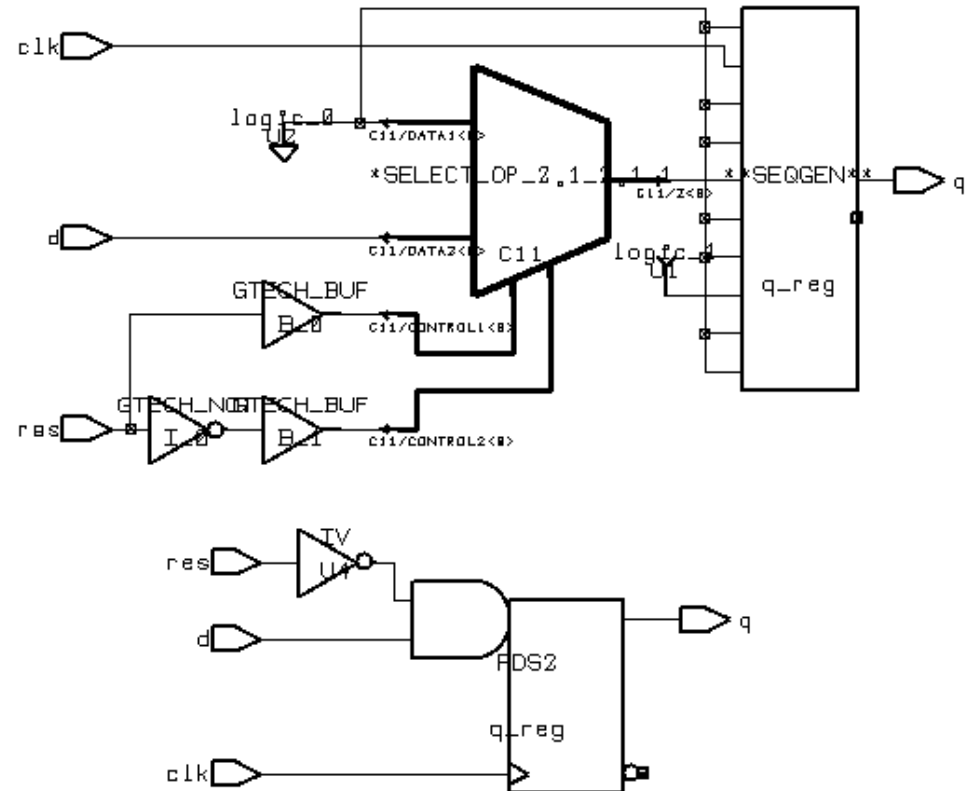 clk
logic_0
U2
C11/DATA1<0>
*SELECT_OP_2.1_2.1_1
C11/Z<0>
**SEQGEN**
q
d
C11/DATA2<0>
C11
logic_1
U1
q_reg
GTECH_BUF
B_0
C11/CONTROL1<0>
GTECH_NOT
GTECH_BUF
res
I_0
B_1
C11/CONTROL2<0>
IV
res
U4
q
d
FDS2
q_reg
clk